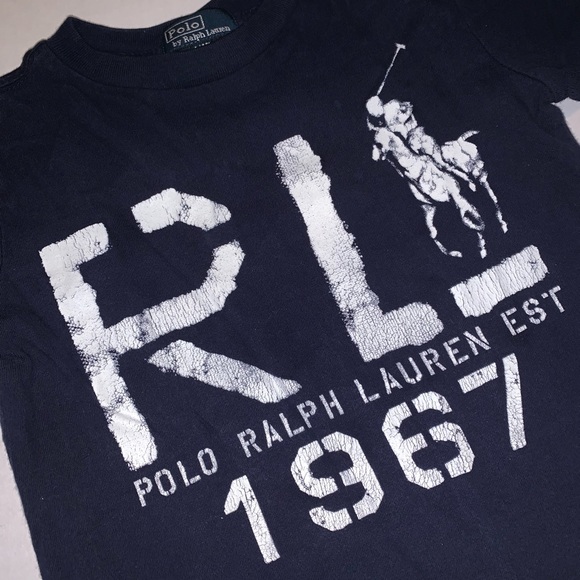 Polo
by Ralph Lauren
RL
POLO RALPH LAUREN EST
1967